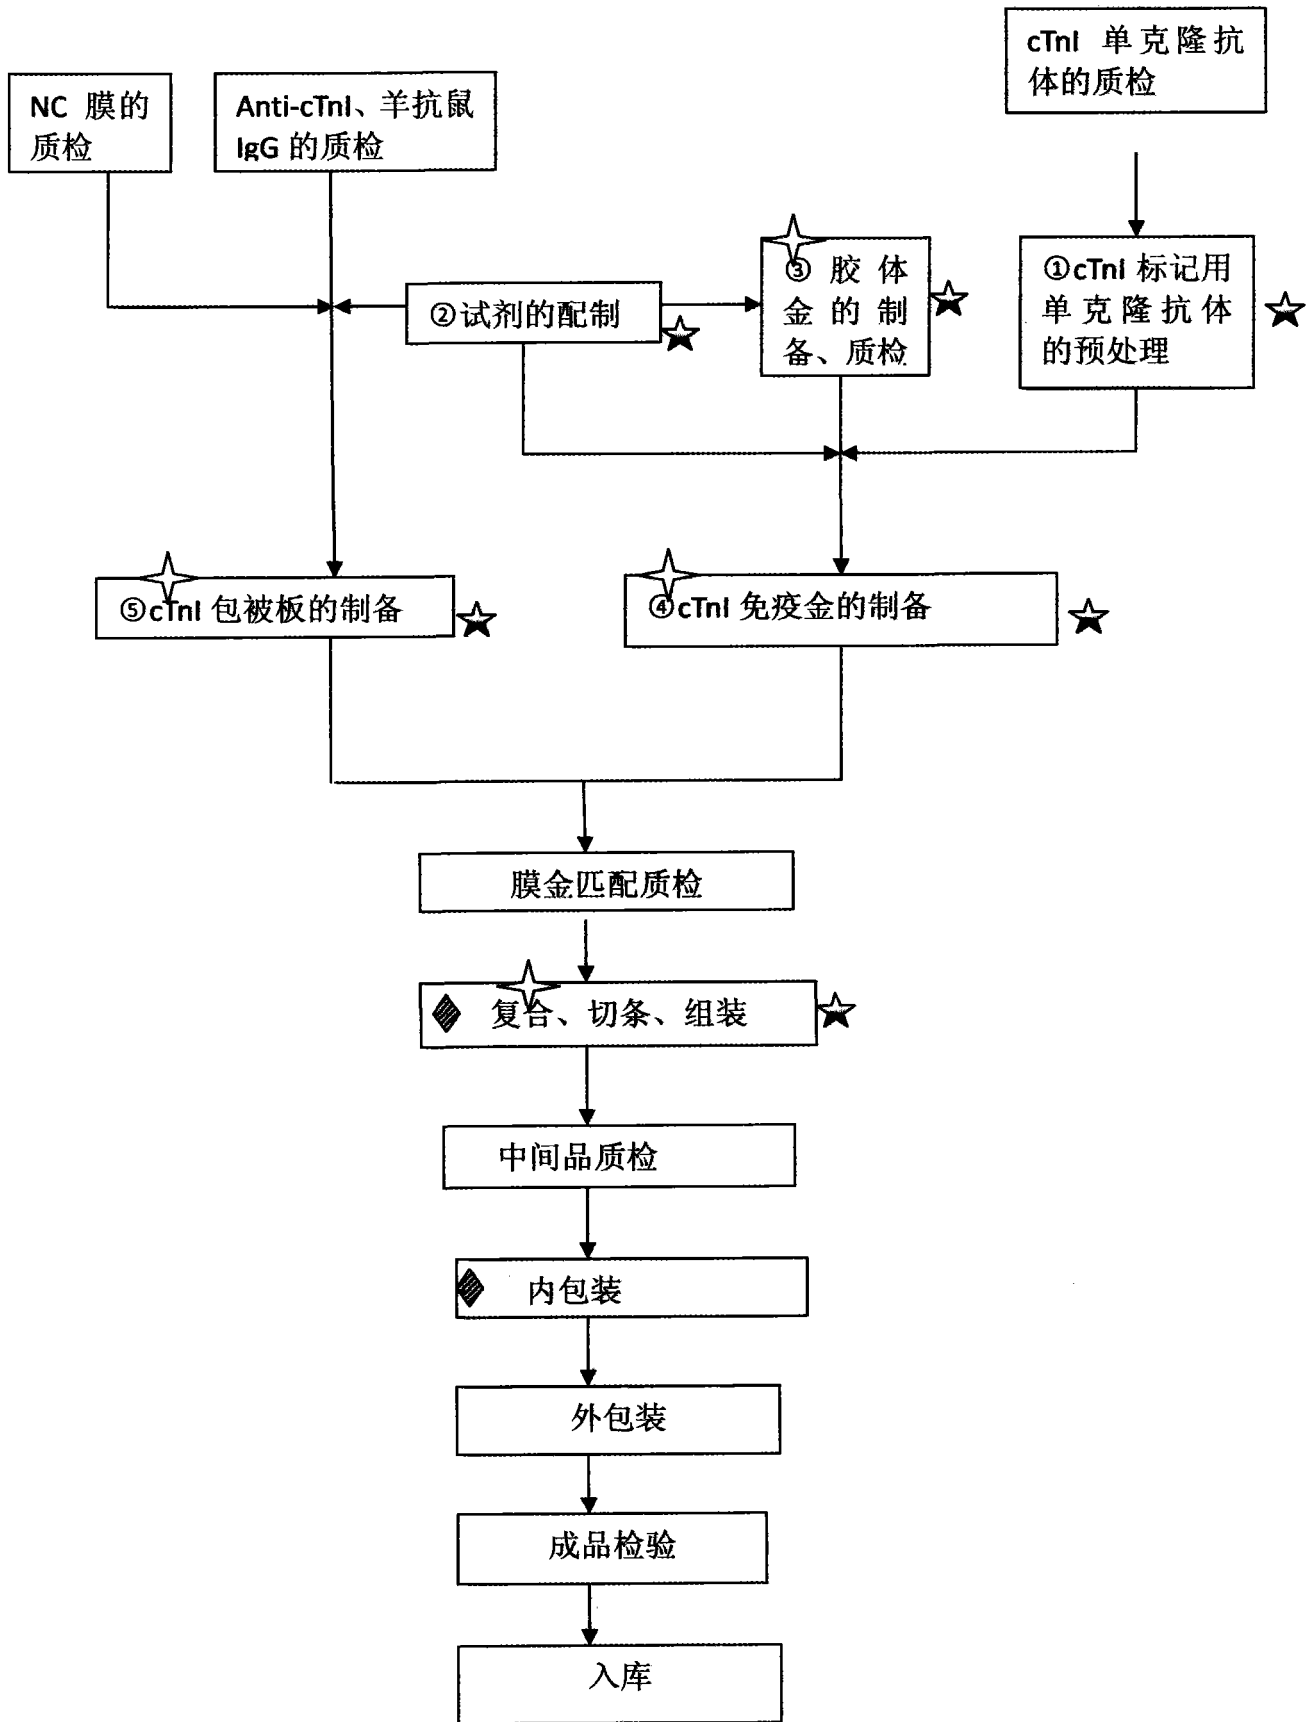 cTnI 单克隆抗
体的质检
NC 膜的
质检
Anti-cTnI、羊抗鼠
IgG 的质检
②试剂的配制
③ 胶体
金的制
备、质检
①cTnI 标记用
单克隆抗体
的预处理
⑤cTnI 包被板的制备
④cTnI 免疫金的制备
膜金匹配质检
复合、切条、组装
中间品质检
内包装
外包装
成品检验
入库